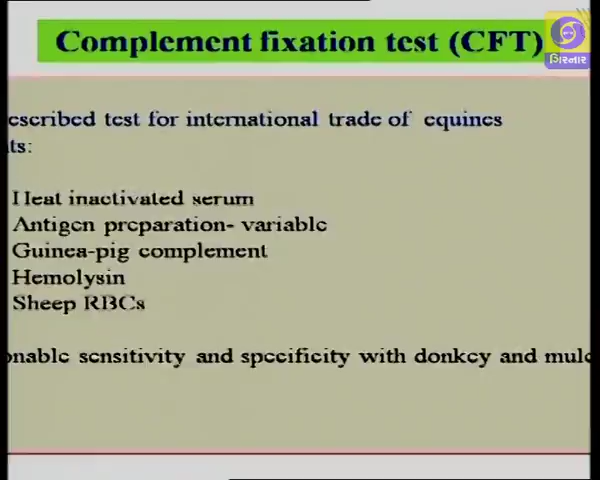 Complement fixation test (CFT)
गिरनार
escribed test for international trade of equines
ts:
Heat inactivated serum
Antigen preparation- variable
Guinea-pig complement
Hemolysin
Sheep RBCs
onable sensitivity and specificity with donkey and mule